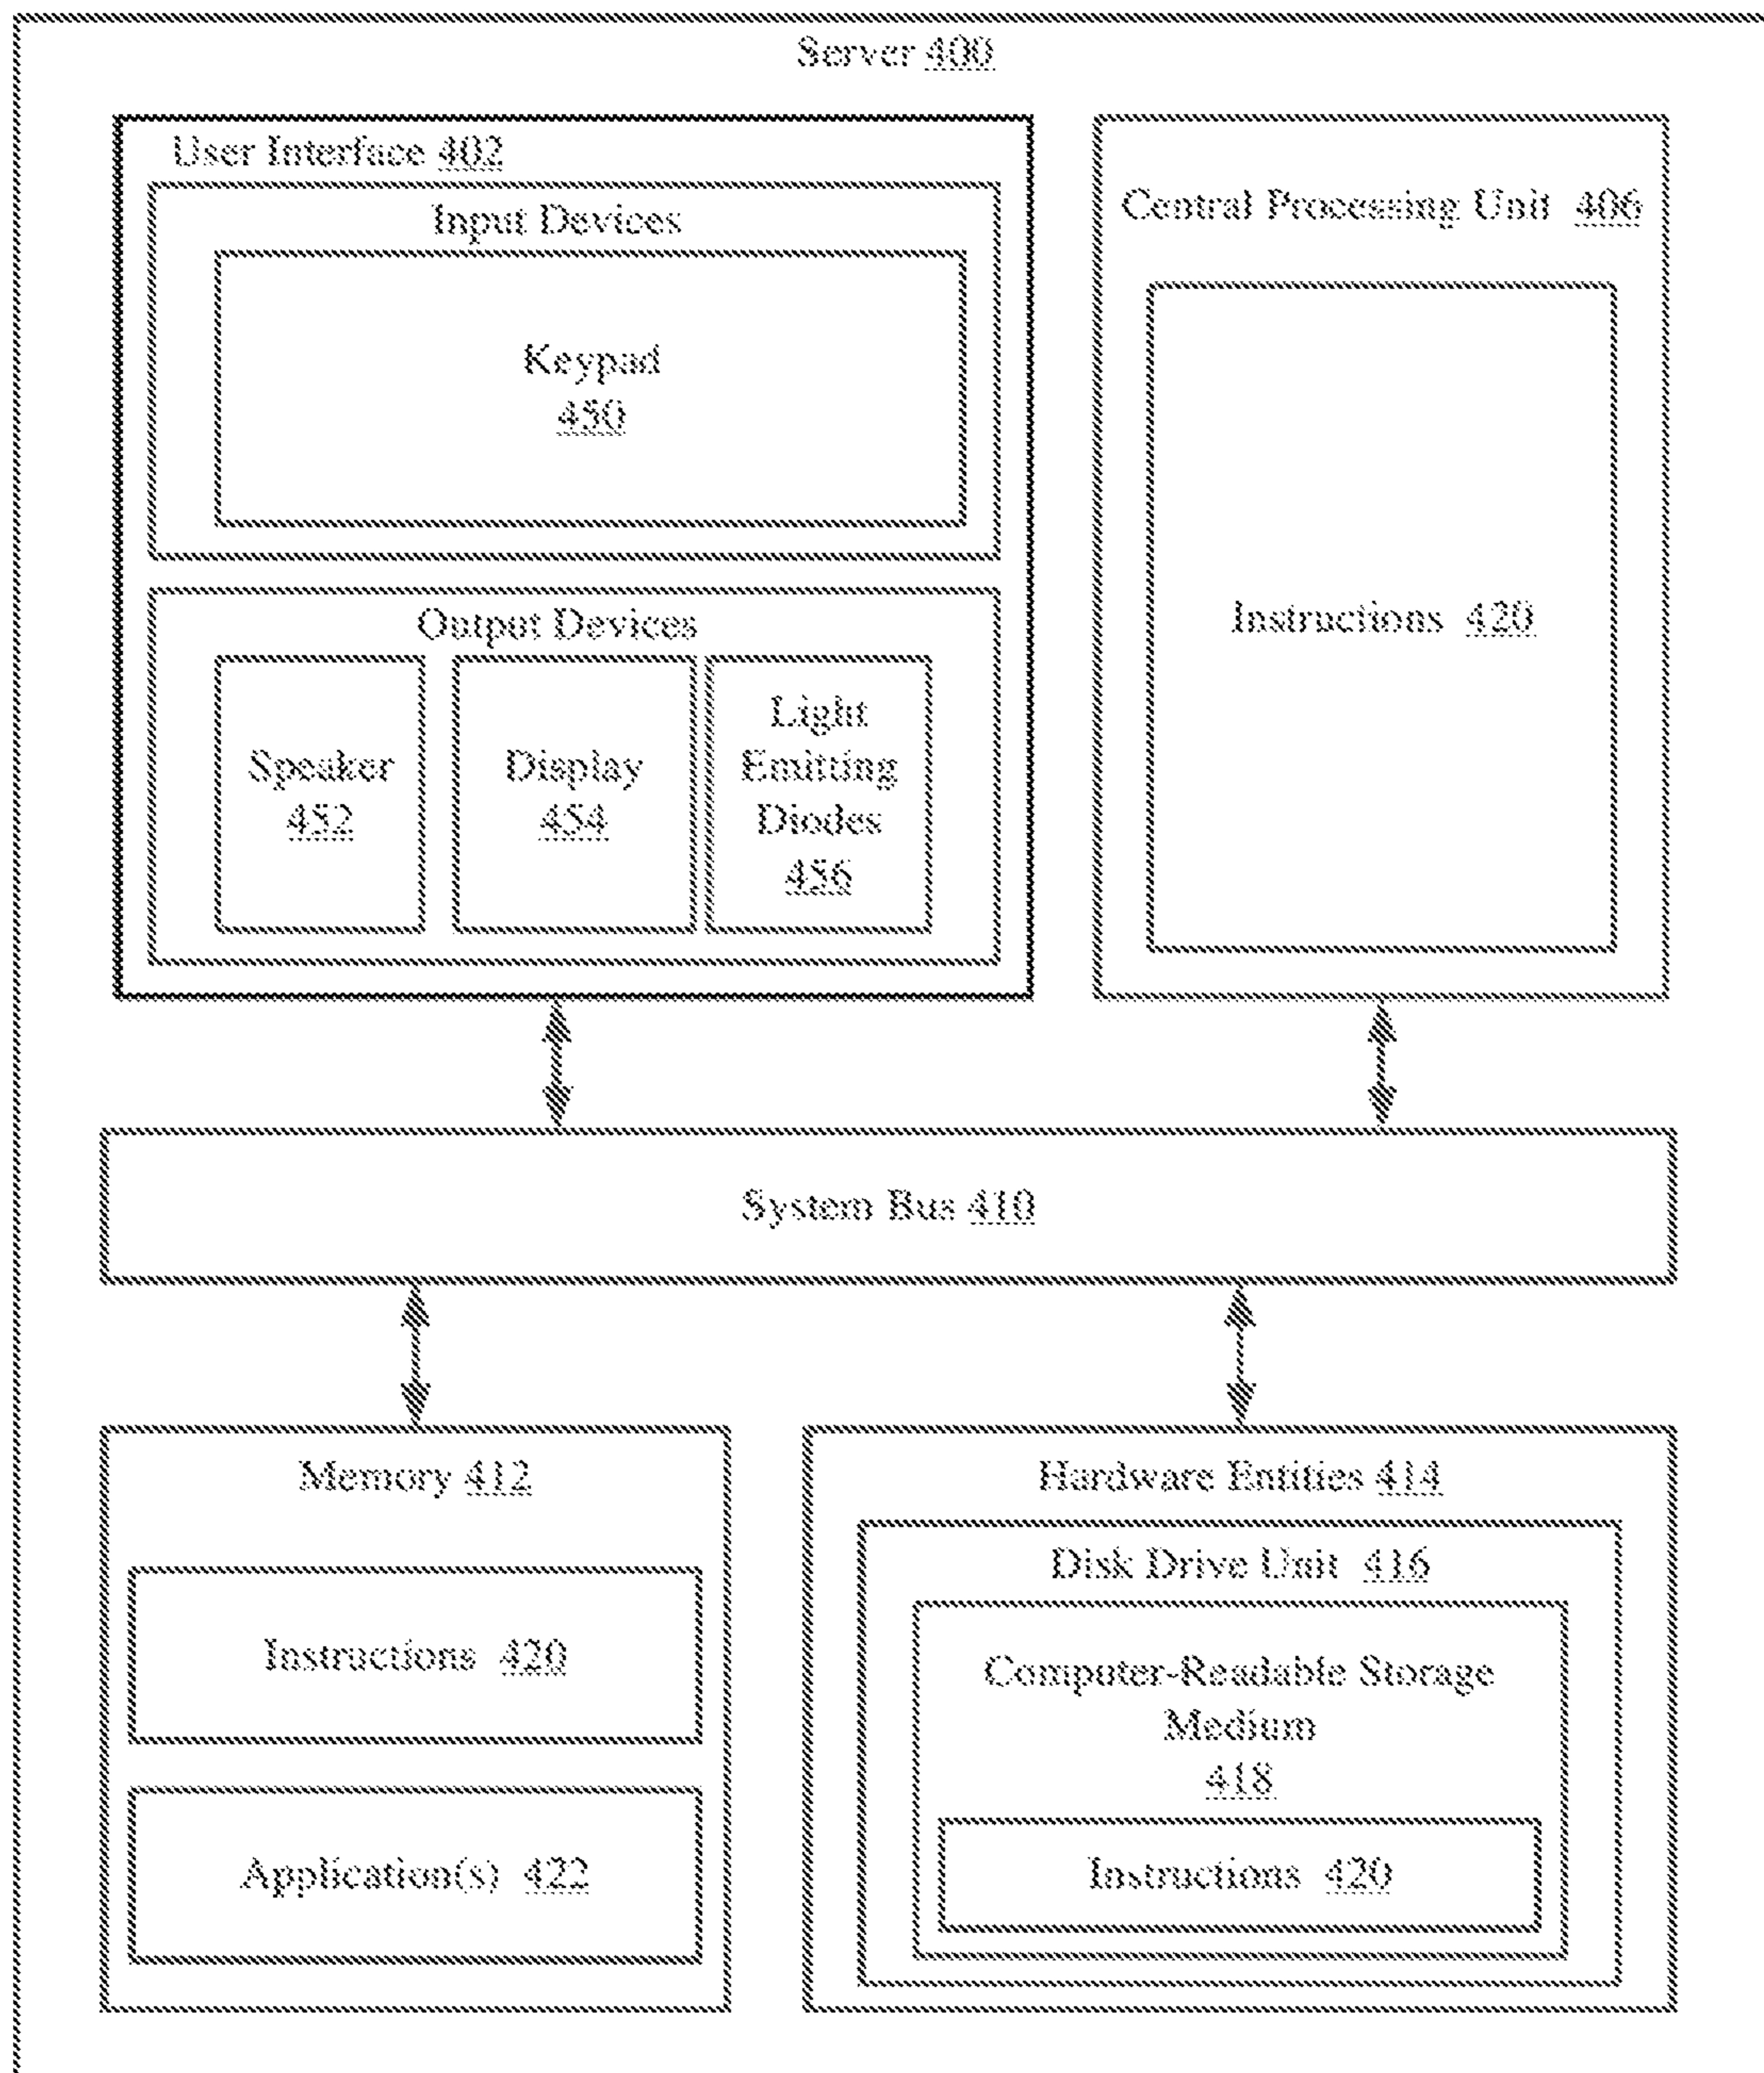 Server 400
User Interface 402
Input Devices
Keypad
450
Output Devices
Speaker
452
Display
454
Light
Emitting
Diodes
456
Central Processing Unit 406
Instructions 420
System Bus 410
Memory 412
Instructions 420
Application(s) 422
Hardware Entities 414
Disk Drive Unit 416
Computer-Readable Storage
Medium
418
Instructions 420